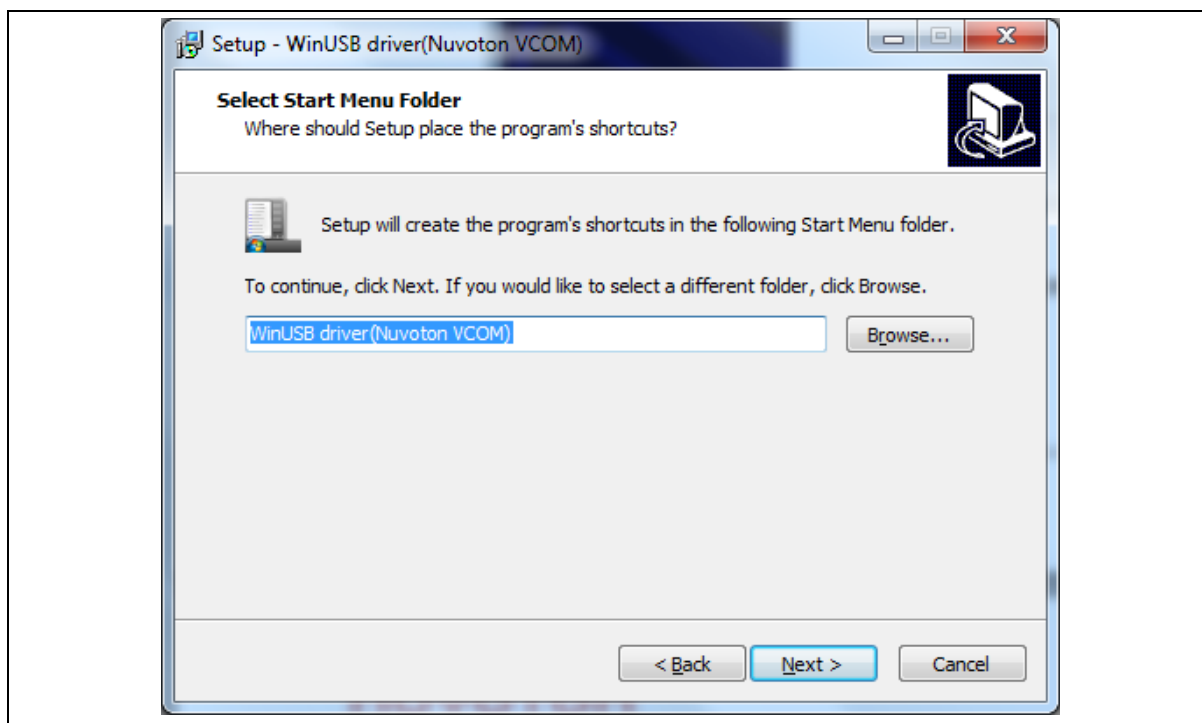 Setup - WinUSB driver(Nuvoton VCOM)
Select Start Menu Folder
Where should Setup place the program's shortcuts?
Setup will create the program's shortcuts in the following Start Menu folder.
To continue, click Next. If you would like to select a different folder, click Browse.
WinUSB driver(Nuvoton VCOM)
Browse...
< Back
Next >
Cancel